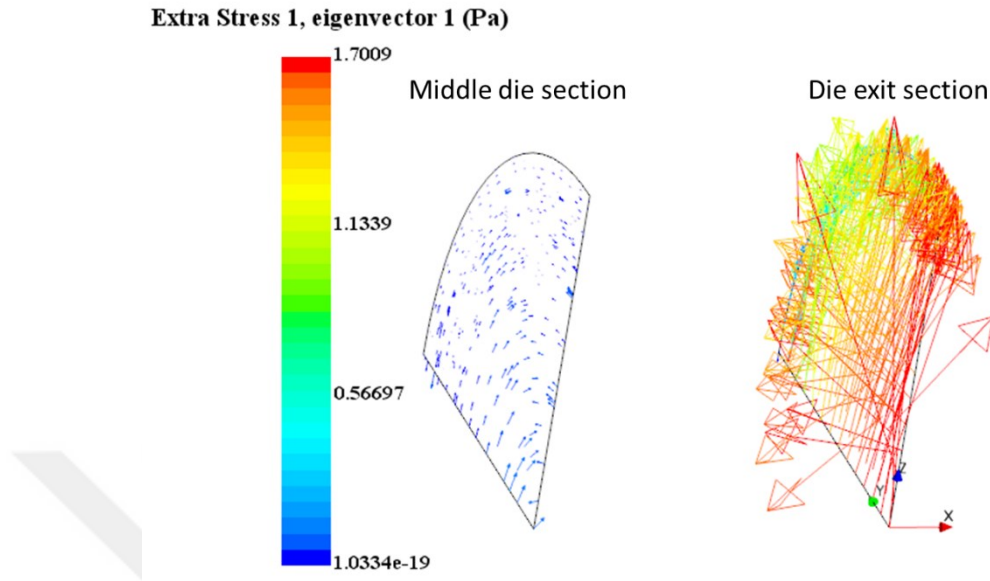 Extra Stress 1, eigenvector 1 (Pa)
1.7009
Middle die section
Die exit section
1.1339
0.56697
Z
Y
X
1.0334e-19